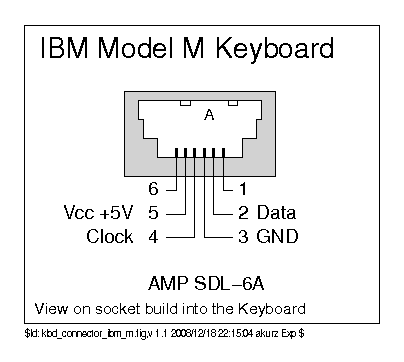 IBM Model M Keyboard
A
6 1
Vcc +5V 5 2 Data
Clock 4 3 GND
AMP SDL-6A
View on socket build into the Keyboard
$Id: kbd_connector_ibm_m.fig,v 1.1 2008/12/18 22:15:04 akurz Exp $